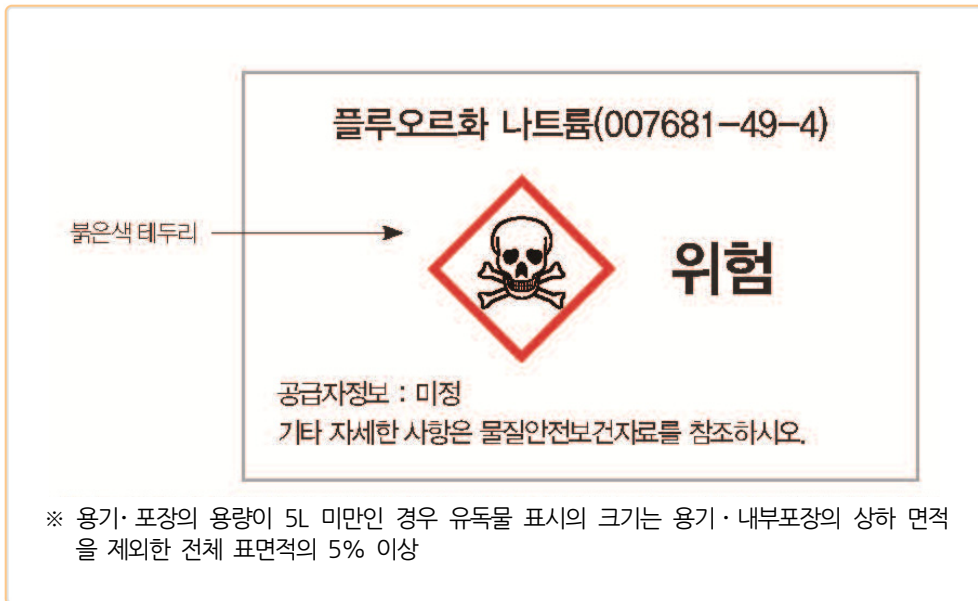 플루오르화 나트륨(007681-49-4)
붉은색 테두리
위험
공급자정보 : 미정
기타 자세한 사항은 물질안전보건자료를 참조하시오.
※ 용기· 포장의 용량이 5L 미만인 경우 유독물 표시의 크기는 용기 · 내부포장의 상하 면적
을 제외한 전체 표면적의 5% 이상